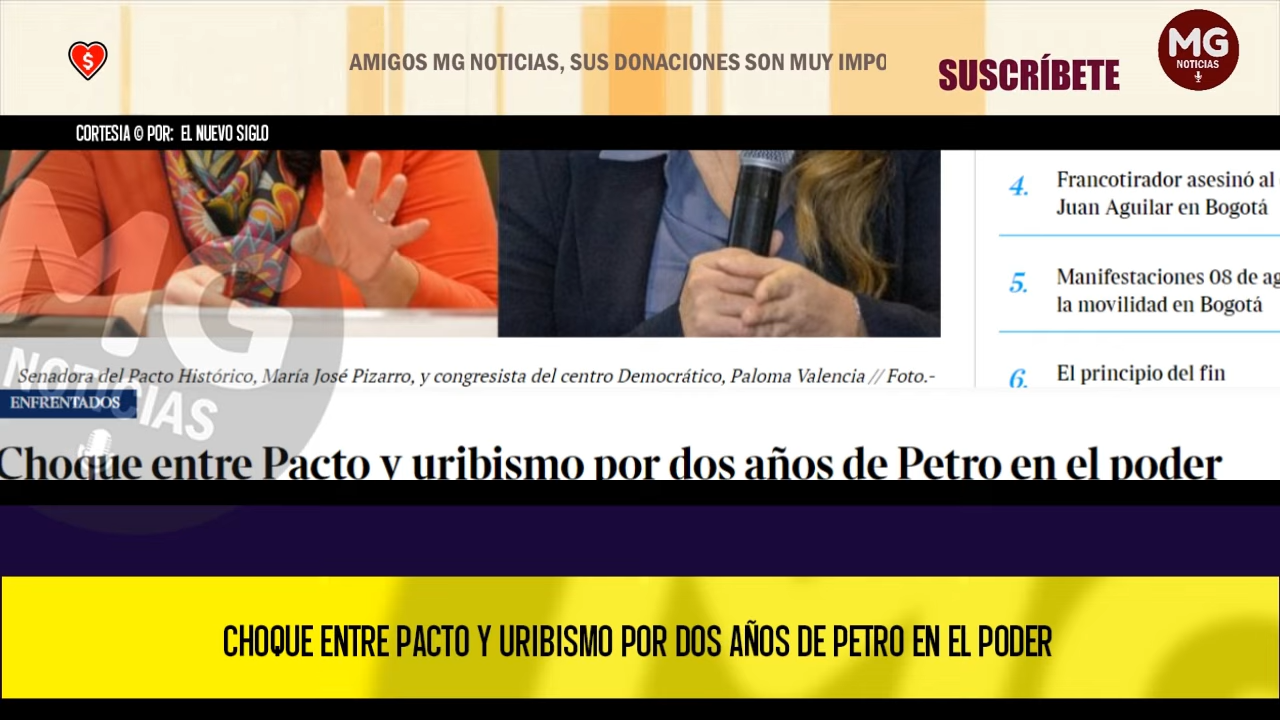 AMIGOS MG NOTICIAS, SUS DONACIONES SON MUY IMPO
SUSCRÍBETE
MG
NOTICIAS
CORTESIA © POR: EL NUEVO SIGLO
4. Francotirador asesinó al
Juan Aguilar en Bogotá
5. Manifestaciones 08 de ag
la movilidad en Bogotá
6. El principio del fin
MG
NOTICIAS
Senadora del Pacto Histórico, María José Pizarro, y congresista del centro Democrático, Paloma Valencia // Foto.-
ENFRENTADOS
Choque entre Pacto y uribismo por dos años de Petro en el poder
CHOQUE ENTRE PACTO Y URIBISMO POR DOS AÑOS DE PETRO EN EL PODER